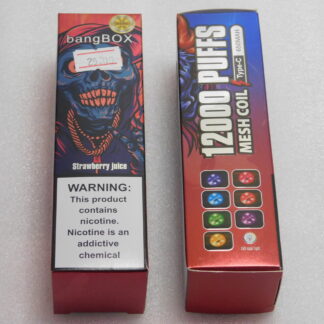 bangBOX
Strawberry juice
WARNING:
This product
contains
nicotine.
Nicotine is an
addictive
chemical
12000 PUFFS
MESH COIL
Type-C